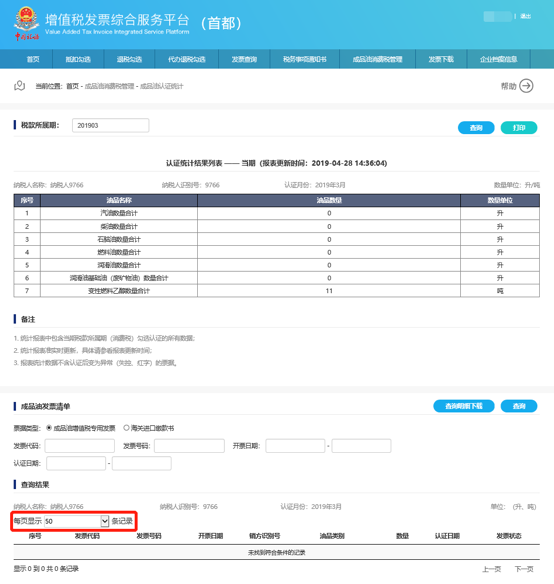 增值税发票综合服务平台 （首都）
Value Added Tax Invoice Integrated Service Platform
中国税务
| 退出
首页 抵扣勾选 退税勾选 代办退税勾选 发票查询 税务事项通知书 成品油消费税管理 发票下载 企业档案信息
当前位置：首页 - 成品油消费税管理 - 成品油认证统计 帮助
税款所属期： 201903 查询 打印
认证统计结果列表 —— 当期（报表更新时间：2019-04-28 14:36:04)
纳税人名称：纳税人9766 纳税人识别号：9766 认证月份：2019年3月 数量单位：升/吨
序号 油品名称 油品数量 数量单位
1 汽油数量合计 0 升
2 柴油数量合计 0 升
3 石脑油数量合计 0 升
4 燃料油数量合计 0 升
5 润滑油数量合计 0 升
6 润滑油基础油（废矿物油）数量合计 0 升
7 变性燃料乙醇数量合计 11 吨
备注
1. 统计报表中包含当期税款所属期（消费税）勾选认证的所有数据;
2. 统计报表准实时更新，具体请参看报表更新时间;
3. 报表统计数据不含认证后变为异常（失控、红字）的票据。
成品油发票清单 查询明细下载 查询
票据类型： 成品油增值税专用发票 海关进口缴款书
发票代码： 发票号码： 开票日期： -
认证日期： -
查询结果
纳税人名称：纳税人9766 纳税人识别号：9766 认证月份：2019年3月 单位：（升、吨）
每页显示 50 条记录
序号 发票代码 发票号码 开票日期 销方识别号 油品类别 数量 认证日期 发票状态
未找到符合条件的记录
显示 0 到 0 共 0 条记录 上一页 下一页